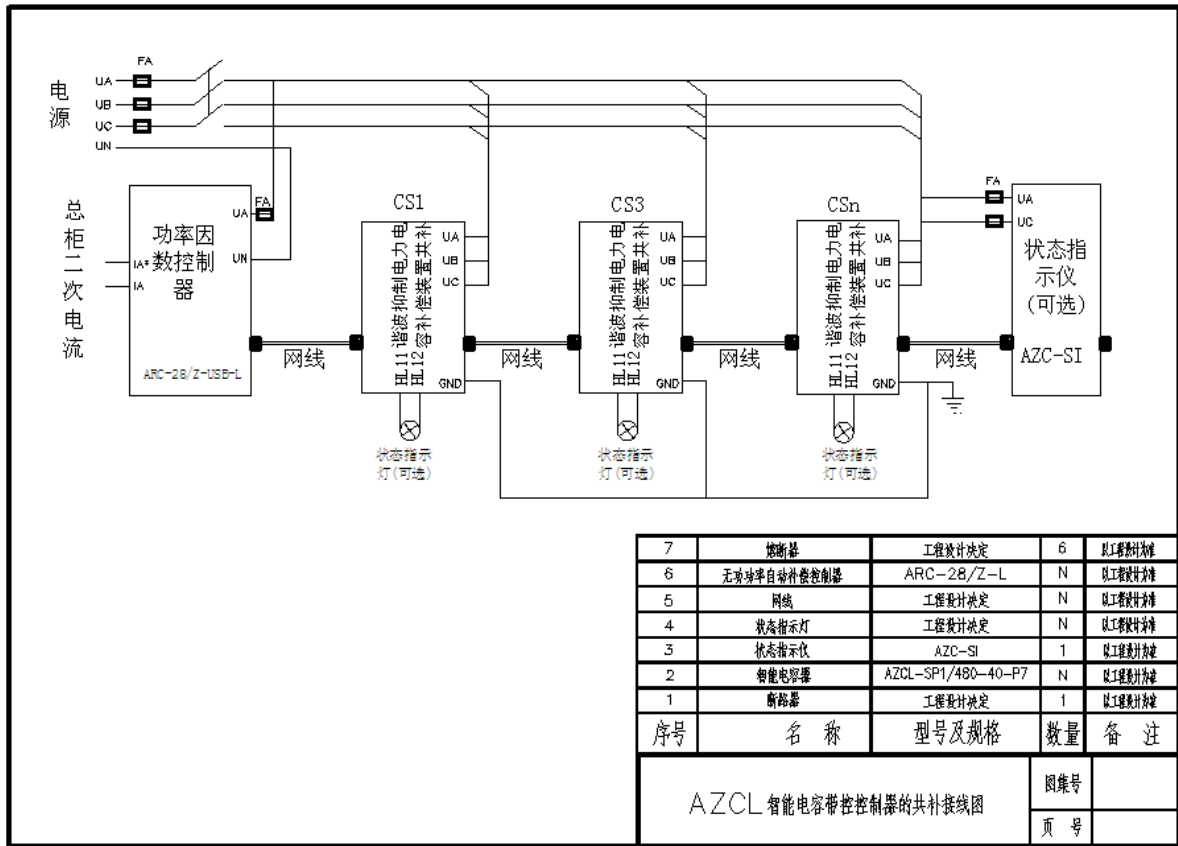 电源
FA
UA
UB
UC
UN
总柜二次电流
功率因数控制器
UA
FA
UN
IA*
IA
ARC-28/Z-USB-L
网线
CS1
谐波抑制电力电
容补偿装置共补
UA
UB
UC
HL11
HL12
GND
状态指示
灯(可选)
网线
CS3
谐波抑制电力电
容补偿装置共补
UA
UB
UC
HL11
HL12
GND
状态指示
灯(可选)
网线
CSn
谐波抑制电力电
容补偿装置共补
UA
UB
UC
HL11
HL12
GND
状态指示
灯(可选)
网线
FA
UA
UC
状态指
示仪
(可选)
AZC-SI
7 熔断器 工程设计决定 6 以工程设计为准
6 无功功率自动补偿控制器 ARC-28/Z-L N 以工程设计为准
5 网线 工程设计决定 N 以工程设计为准
4 状态指示灯 工程设计决定 N 以工程设计为准
3 状态指示仪 AZC-SI 1 以工程设计为准
2 智能电容器 AZCL-SP1/480-40-P7 N 以工程设计为准
1 断路器 工程设计决定 1 以工程设计为准
序号 名 称 型号及规格 数量 备 注
AZCL智能电容带控控制器的共补接线图
图集号
页 号